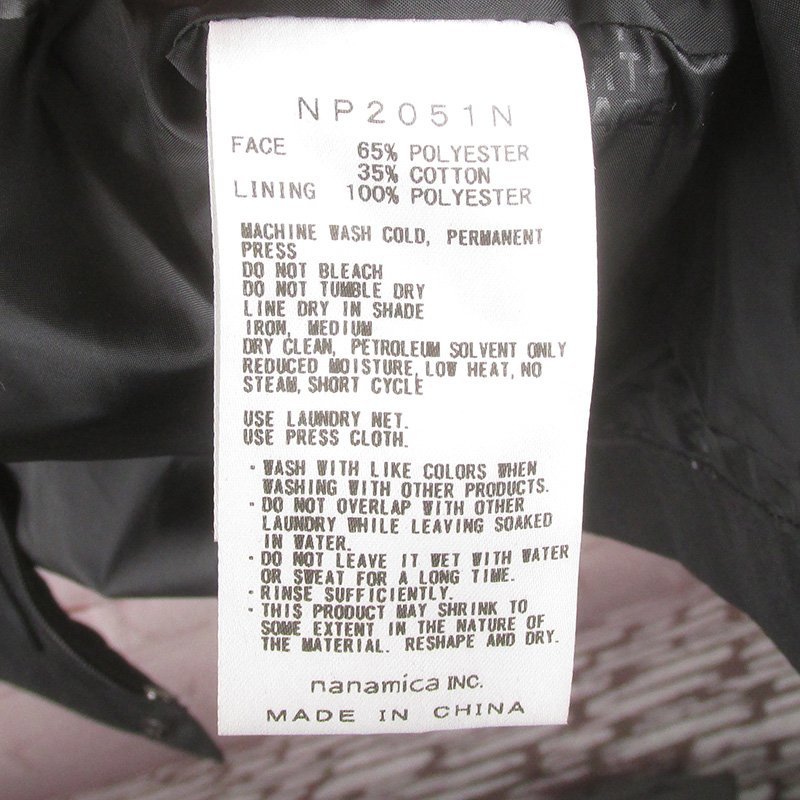 NP2051N
FACE 65% POLYESTER
35% COTTON
LINING 100% POLYESTER
MACHINE WASH COLD, PERMANENT
PRESS
DO NOT BLEACH
DO NOT TUMBLE DRY
LINE DRY IN SHADE
IRON, MEDIUM
DRY CLEAN, PETROLEUM SOLVENT ONLY
REDUCED MOISTURE, LOW HEAT, NO
STEAM, SHORT CYCLE
USE LAUNDRY NET.
USE PRESS CLOTH.
・WASH WITH LIKE COLORS WHEN
WASHING WITH OTHER PRODUCTS.
・DO NOT OVERLAP WITH OTHER
LAUNDRY WHILE LEAVING SOAKED
IN WATER.
・DO NOT LEAVE IT WET WITH WATER
OR SWEAT FOR A LONG TIME.
・RINSE SUFFICIENTLY.
・THIS PRODUCT MAY SHRINK TO
SOME EXTENT IN THE NATURE OF
THE MATERIAL. RESHAPE AND DRY.
nanamica INC.
MADE IN CHINA